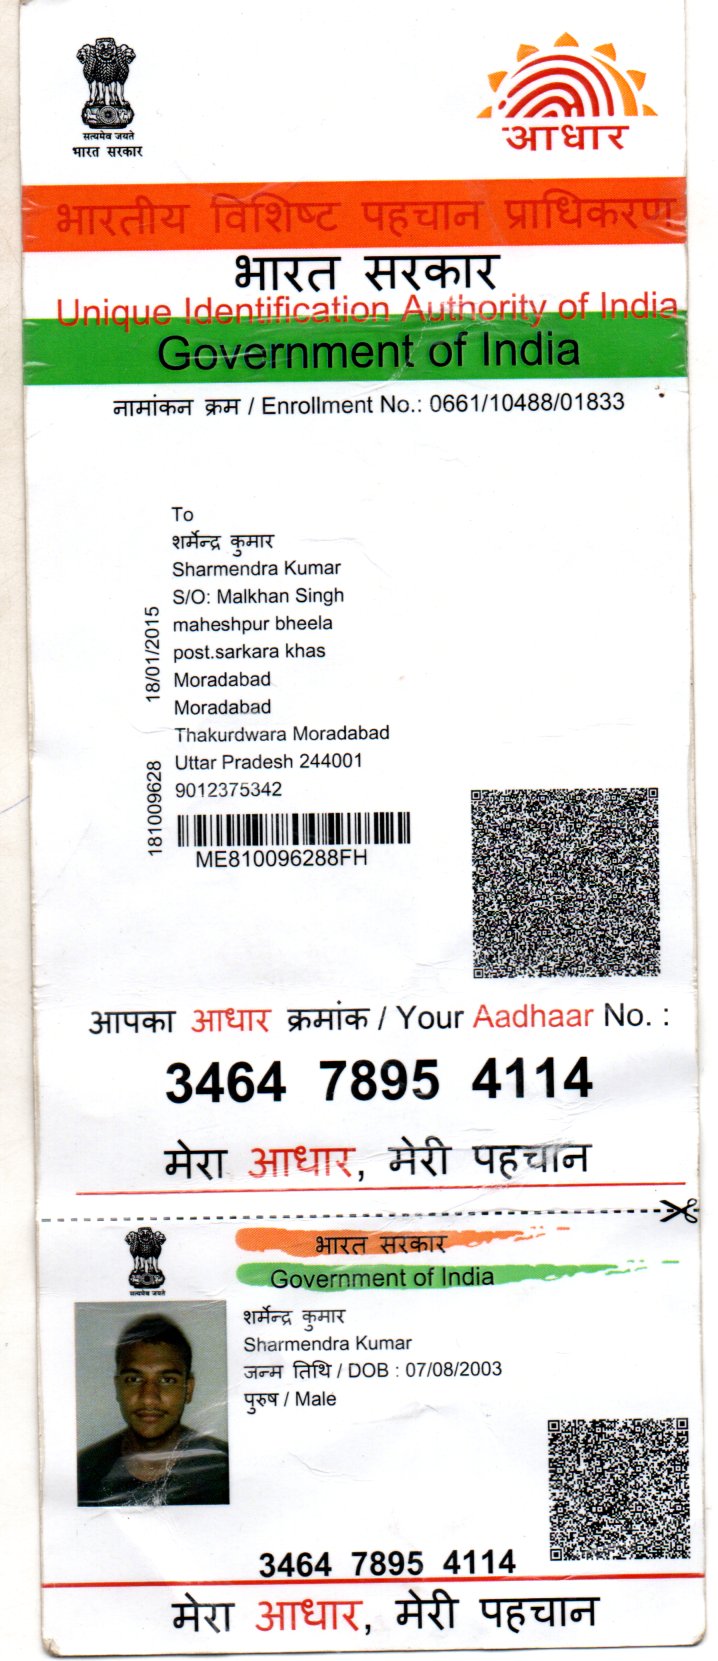 सत्यमेव जयते
भारत सरकार
आधार
भारतीय विशिष्ट पहचान प्राधिकरण
भारत सरकार
Unique Identification Authority of India
Government of India
नामांकन क्रम / Enrollment No.: 0661/10488/01833
To
शर्मेन्द्र कुमार
Sharmendra Kumar
S/O: Malkhan Singh
maheshpur bheela
post.sarkara khas
Moradabad
Moradabad
Thakurdwara Moradabad
Uttar Pradesh 244001
9012375342
18/01/2015
181009628
ME810096288FH
आपका आधार क्रमांक / Your Aadhaar No. :
3464 7895 4114
मेरा आधार, मेरी पहचान
सत्यमेव जयते
भारत सरकार
Government of India
शर्मेन्द्र कुमार
Sharmendra Kumar
जन्म तिथि / DOB : 07/08/2003
पुरुष / Male
3464 7895 4114
मेरा आधार, मेरी पहचान